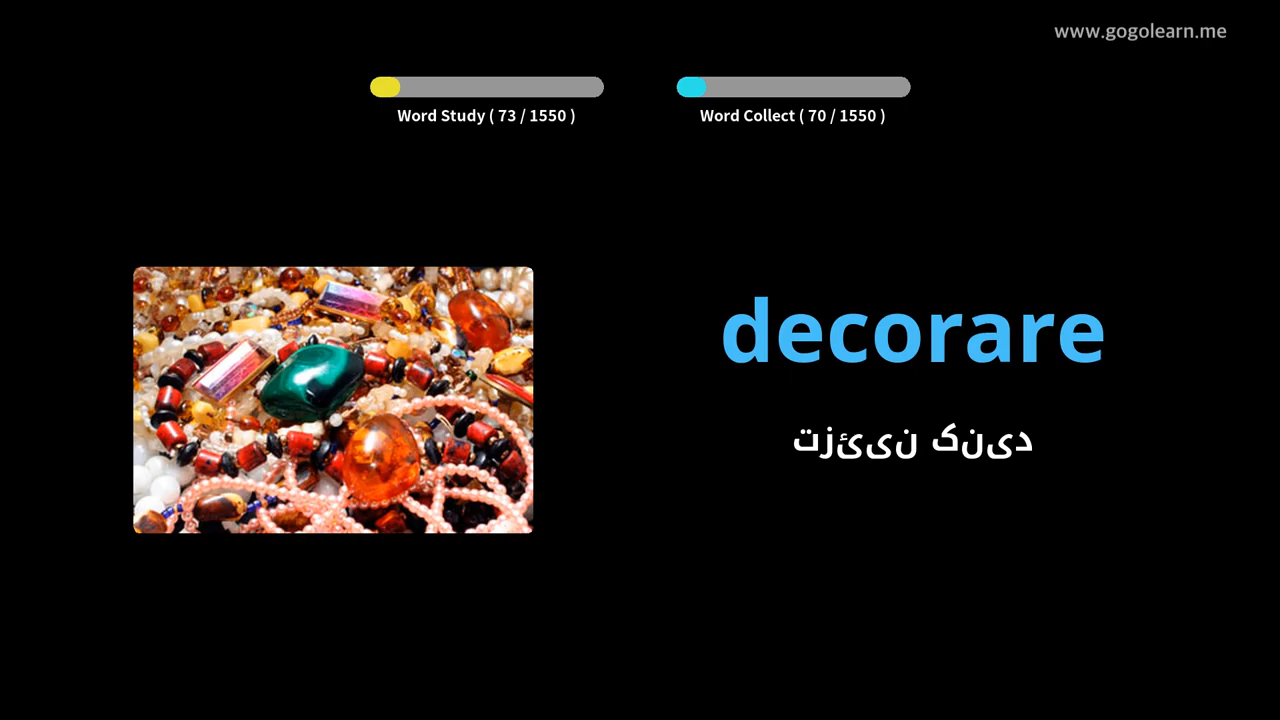 www.gogolearn.me
Word Study ( 73 / 1550 )
Word Collect ( 70 / 1550 )
decorare
تزئین کنید